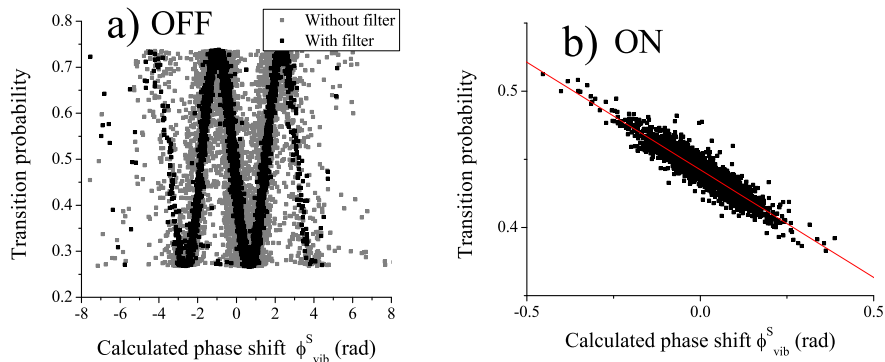 a) OFF
Without filter
With filter
Transition probability
0.8
0.7
0.6
0.5
0.4
0.3
0.2
-8 -6 -4 -2 0 2 4 6 8
Calculated phase shift ϕ^S_vib (rad)
b) ON
Transition probability
0.5
0.4
-0.5 0.0 0.5
Calculated phase shift ϕ^S_vib (rad)